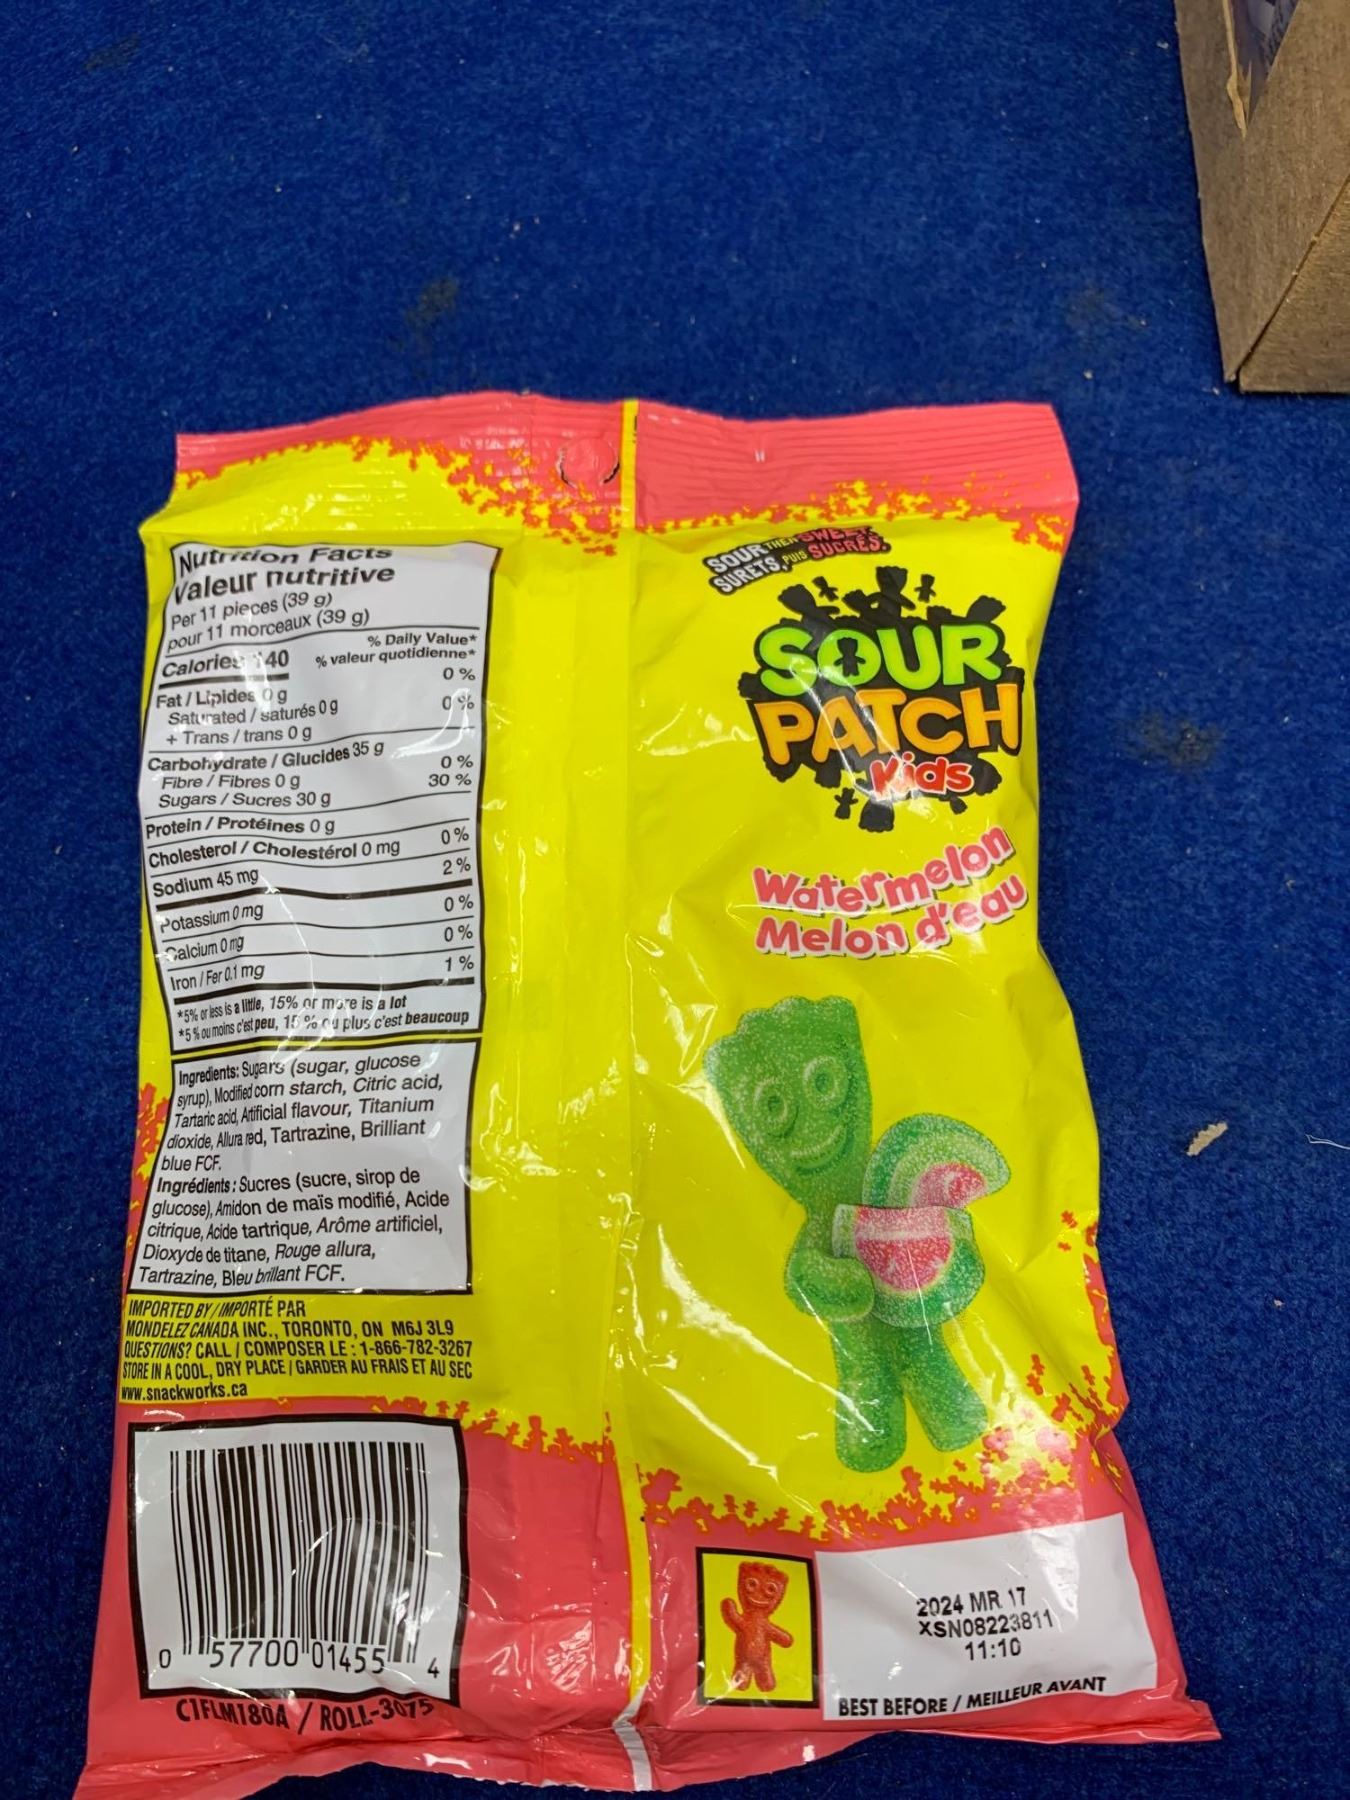 Nutrition Facts
Valeur nutritive
Per 11 pieces (39 g)
pour 11 morceaux (39 g)
Calories 140
% Daily Value*
% valeur quotidienne*
Fat / Lipides 0 g 0 %
Saturated / saturés 0 g
+ Trans / trans 0 g 0 %
Carbohydrate / Glucides 35 g
Fibre / Fibres 0 g 0 %
Sugars / Sucres 30 g 30 %
Protein / Protéines 0 g
Cholesterol / Cholestérol 0 mg 0 %
Sodium 45 mg 2 %
Potassium 0 mg 0 %
Calcium 0 mg 0 %
Iron / Fer 0.1 mg 1 %
*5% or less is a little, 15% or more is a lot
*5 % ou moins c'est peu, 15 % ou plus c'est beaucoup
Ingredients: Sugars (sugar, glucose
syrup), Modified corn starch, Citric acid,
Tartaric acid, Artificial flavour, Titanium
dioxide, Allura red, Tartrazine, Brilliant
blue FCF.
Ingrédients : Sucres (sucre, sirop de
glucose), Amidon de maïs modifié, Acide
citrique, Acide tartrique, Arôme artificiel,
Dioxyde de titane, Rouge allura,
Tartrazine, Bleu brillant FCF.
IMPORTED BY / IMPORTÉ PAR
MONDELEZ CANADA INC., TORONTO, ON M6J 3L9
QUESTIONS? CALL / COMPOSER LE : 1-866-782-3267
STORE IN A COOL, DRY PLACE / GARDER AU FRAIS ET AU SEC
www.snackworks.ca
0 57700 01455 4
C1FLM180A / ROLL-3075
SOUR THEN SWEET.
SURETS, PUIS SUCRÉS.
SOUR
PATCH
Kids
Watermelon
Melon d'eau
2024 MR 17
XSN08223811
11:10
BEST BEFORE / MEILLEUR AVANT